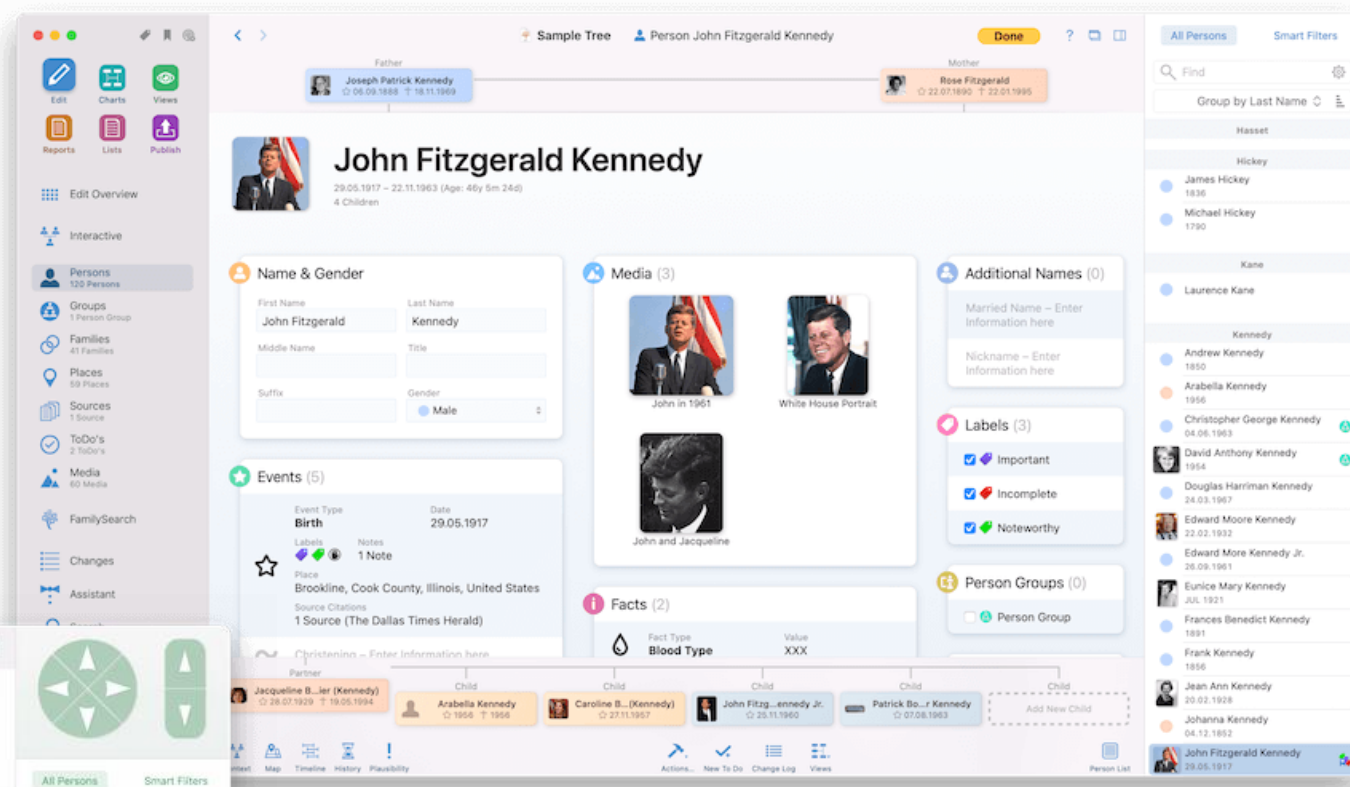 Sample Tree
Person John Fitzgerald Kennedy
Done
?
All Persons
Smart Filters
Edit
Charts
Views
Reports
Lists
Publish
Edit Overview
Interactive
Persons
120 Persons
Groups
1 Person Group
Families
41 Families
Places
59 Places
Sources
1 Source
ToDo's
2 ToDo's
Media
60 Media
FamilySearch
Changes
Assistant
Father
Joseph Patrick Kennedy
06.09.1888 † 18.11.1969
Mother
Rose Fitzgerald
22.07.1890 † 22.01.1995
John Fitzgerald Kennedy
29.05.1917 – 22.11.1963 (Age: 46y 5m 24d)
4 Children
Name & Gender
First Name
Last Name
John Fitzgerald
Kennedy
Middle Name
Title
Suffix
Gender
Male
Events (5)
Event Type
Date
Birth
29.05.1917
Labels
Notes
1 Note
Place
Brookline, Cook County, Illinois, United States
Source Citations
1 Source (The Dallas Times Herald)
Christening – Enter Information here
Media (3)
John in 1961
White House Portrait
John and Jacqueline
Facts (2)
Fact Type
Value
Blood Type
XXX
Additional Names (0)
Married Name – Enter
Information here
Nickname – Enter
Information here
Labels (3)
Important
Incomplete
Noteworthy
Person Groups (0)
Person Group
Partner
Jacqueline B...ier (Kennedy)
28.07.1929 † 19.05.1994
Child
Arabella Kennedy
1956 † 1956
Child
Caroline B...(Kennedy)
27.11.1957
Child
John Fitzg...ennedy Jr.
25.11.1960
Child
Patrick Bo...r Kennedy
07.08.1963
Child
Add New Child
Map
Timeline
History
Plausibility
Actions...
New To Do
Change Log
Views
Person List
Find
Group by Last Name
Hasset
Hickey
James Hickey
1836
Michael Hickey
1790
Kane
Laurence Kane
Kennedy
Andrew Kennedy
1850
Arabella Kennedy
1956
Christopher George Kennedy
04.06.1963
David Anthony Kennedy
1954
Douglas Harriman Kennedy
24.03.1967
Edward Moore Kennedy
22.02.1932
Edward More Kennedy Jr.
26.09.1961
Eunice Mary Kennedy
JUL 1921
Frances Benedict Kennedy
1891
Frank Kennedy
1856
Jean Ann Kennedy
20.02.1928
Johanna Kennedy
04.12.1852
John Fitzgerald Kennedy
29.05.1917
All Persons
Smart Filters